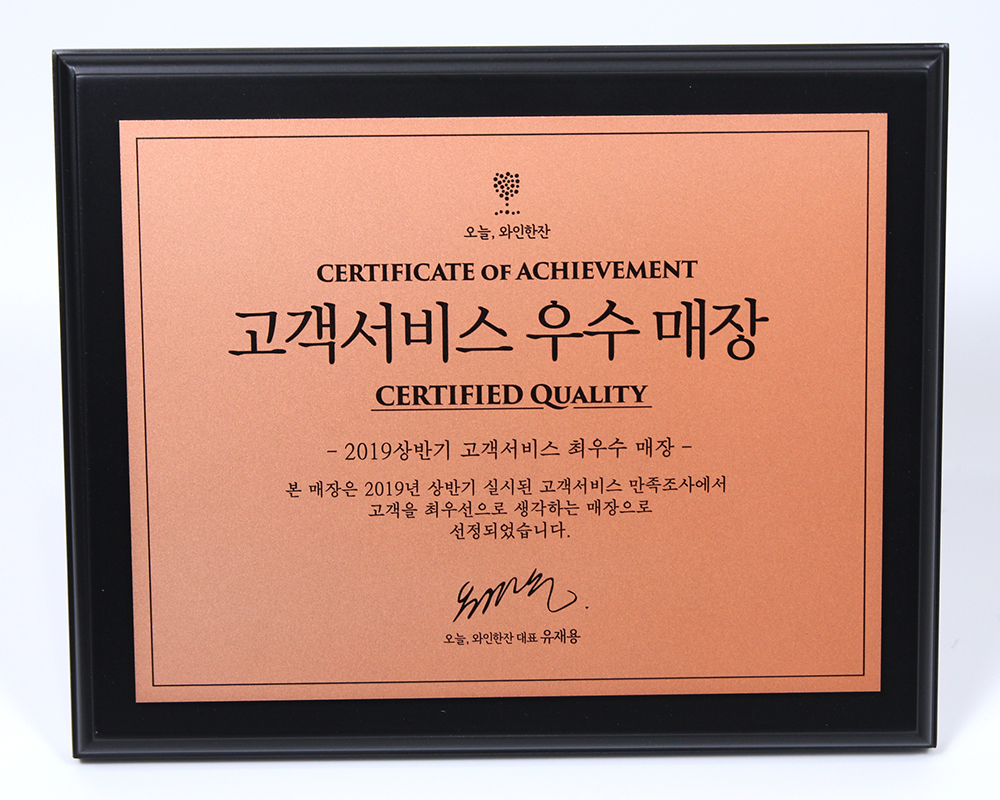 오늘, 와인한잔
CERTIFICATE OF ACHIEVEMENT
고객서비스 우수 매장
CERTIFIED QUALITY
- 2019상반기 고객서비스 최우수 매장 -
본 매장은 2019년 상반기 실시된 고객서비스 만족조사에서
고객을 최우선으로 생각하는 매장으로
선정되었습니다.
오늘, 와인한잔 대표 유재용